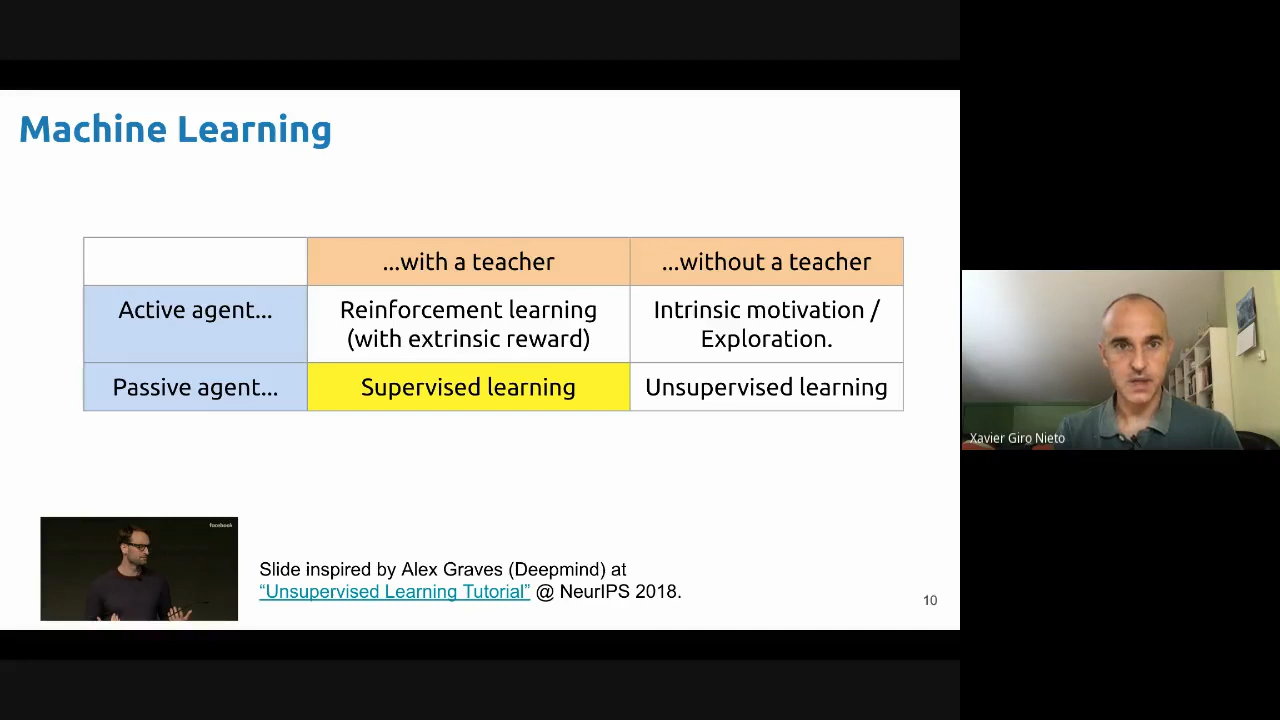 Machine Learning
...with a teacher
...without a teacher
Active agent...
Reinforcement learning
(with extrinsic reward)
Intrinsic motivation /
Exploration.
Passive agent...
Supervised learning
Unsupervised learning
facebook
Slide inspired by Alex Graves (Deepmind) at
“Unsupervised Learning Tutorial” @ NeurIPS 2018.
10
Xavier Giro Nieto